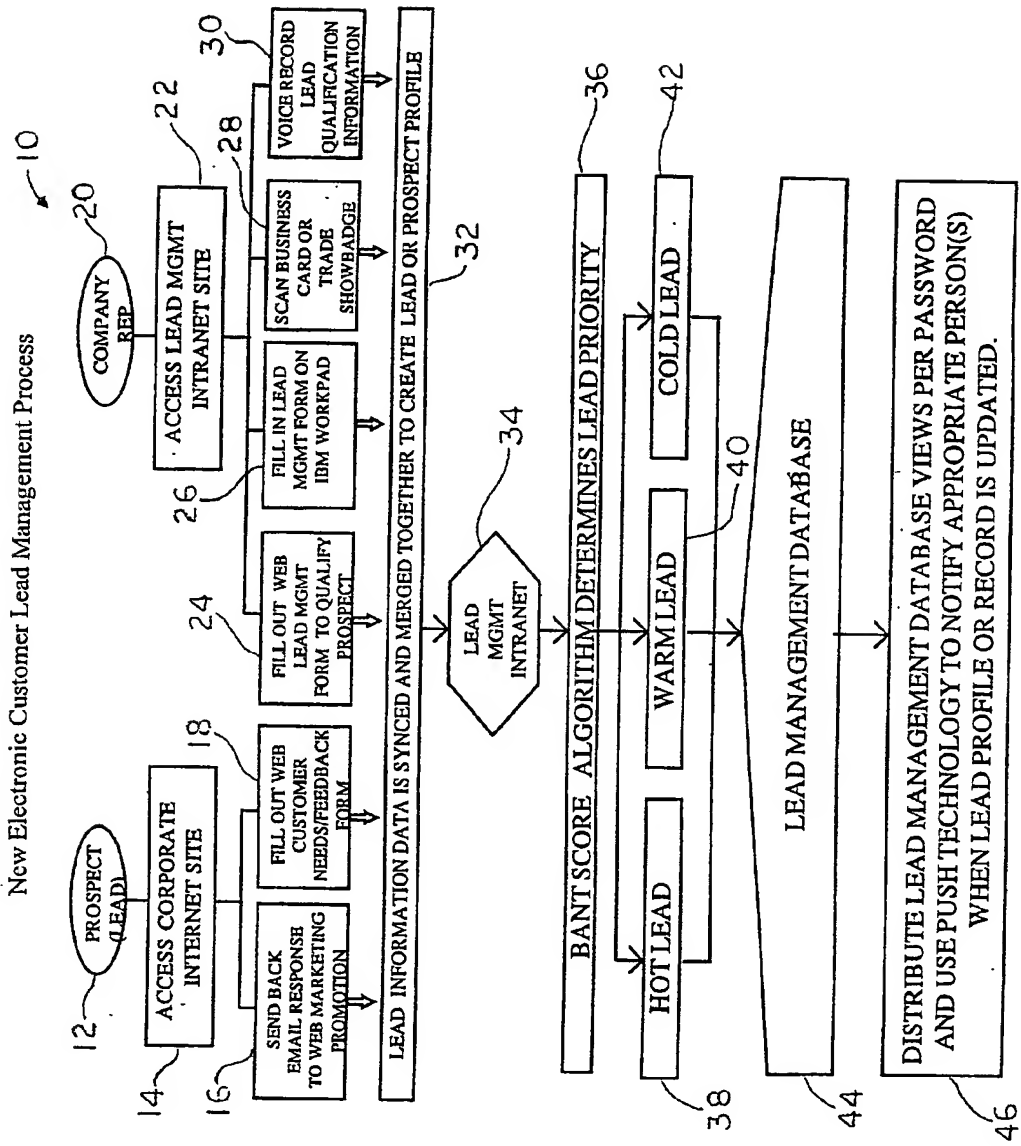 New Electronic Customer Lead Management Process
10
12
PROSPECT
(LEAD)
20
COMPANY
REP
14
ACCESS CORPORATE
INTERNET SITE
22
ACCESS LEAD MGMT
INTRANET SITE
16
SEND BACK
EMAIL RESPONSE
TO WEB MARKETING
PROMOTION
18
FILL OUT WEB
CUSTOMER
NEEDS/FEEDBACK
FORM
24
FILL OUT WEB
LEAD MGMT
FORM TO QUALIFY
PROSPECT
26
FILL IN LEAD
MGMT FORM ON
IBM WORKPAD
28
SCAN BUSINESS
CARD OR
TRADE
SHOWBADGE
30
VOICE RECORD
LEAD
QUALIFICATION
INFORMATION
LEAD INFORMATION DATA IS SYNCED AND MERGED TOGETHER TO CREATE LEAD OR PROSPECT PROFILE
32
LEAD
MGMT
INTRANET
34
BANT SCORE ALGORITHM DETERMINES LEAD PRIORITY
36
HOT LEAD
38
WARM LEAD
40
COLD LEAD
42
LEAD MANAGEMENT DATABASE
44
DISTRIBUTE LEAD MANAGEMENT DATABASE VIEWS PER PASSWORD
AND USE PUSH TECHNOLOGY TO NOTIFY APPROPRIATE PERSON(S)
WHEN LEAD PROFILE OR RECORD IS UPDATED.
46